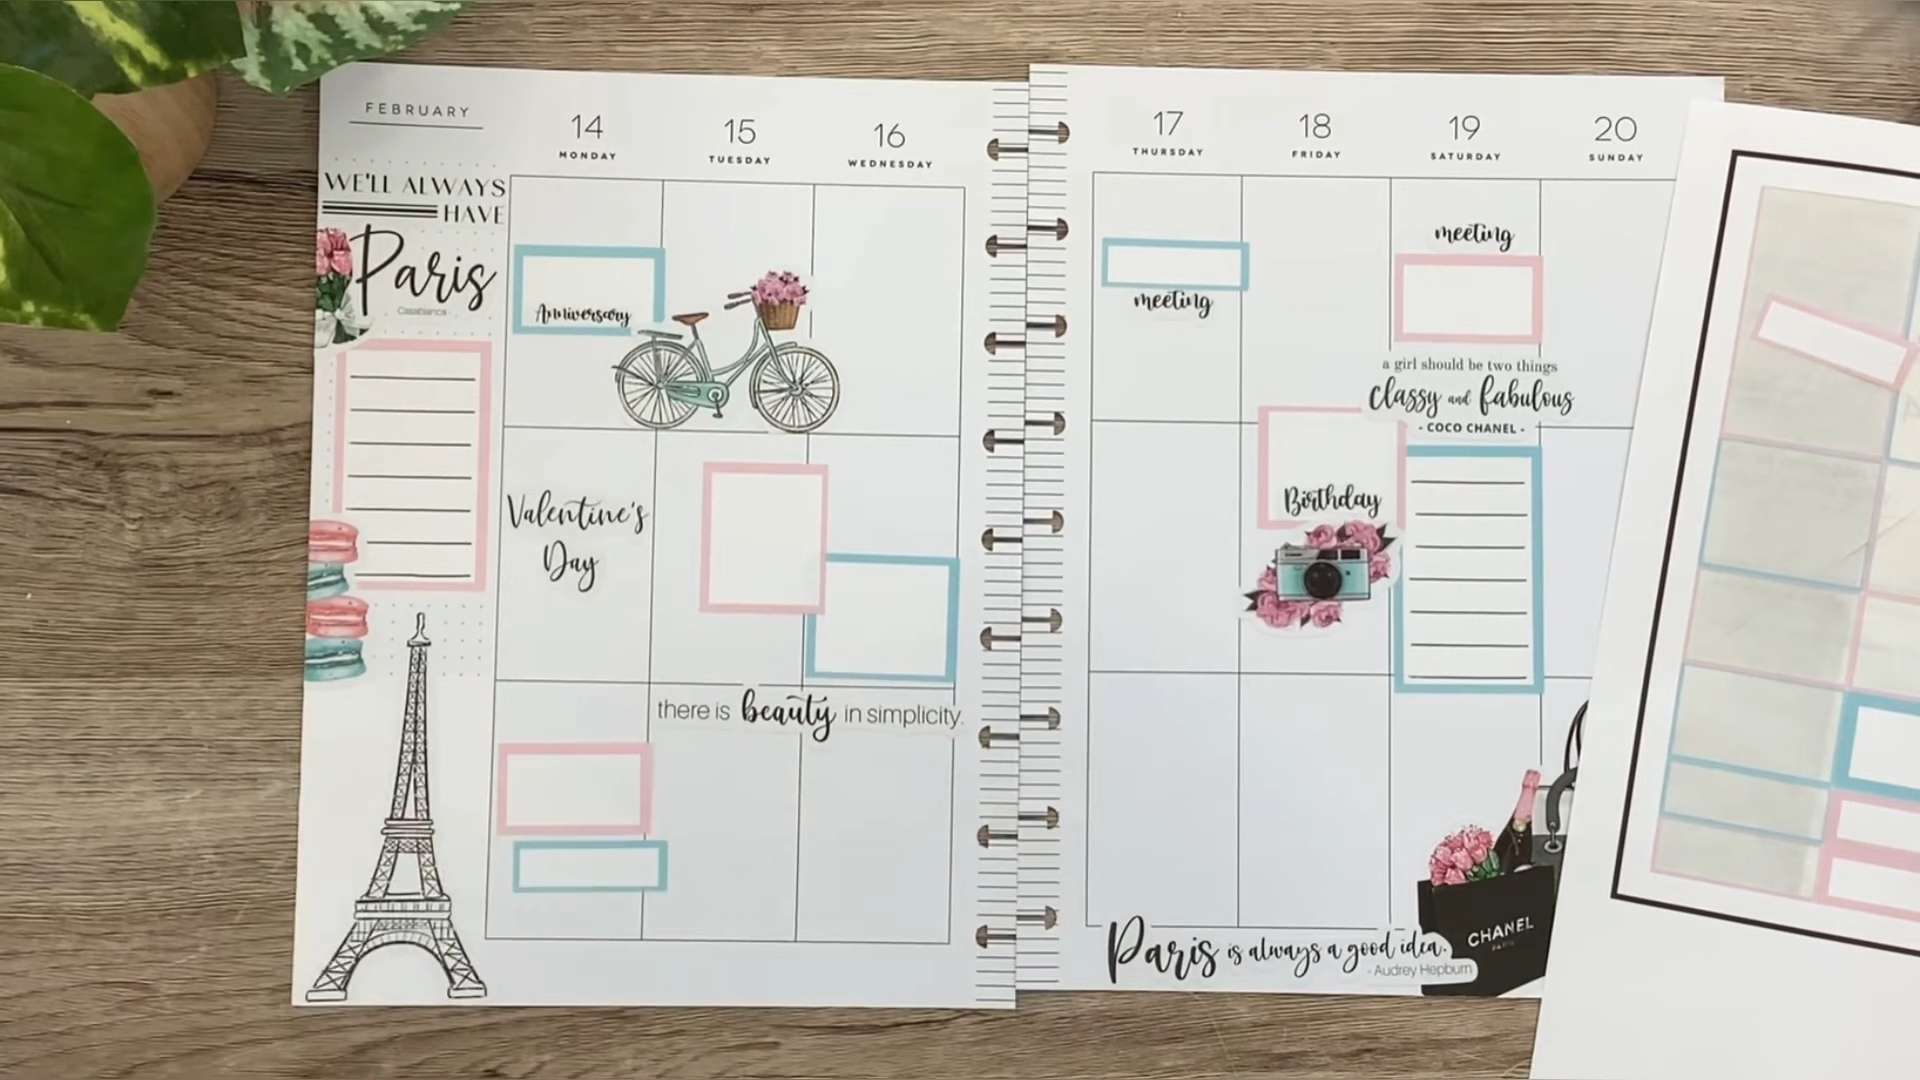 FEBRUARY
14
MONDAY
15
TUESDAY
16
WEDNESDAY
WE'LL ALWAYS
HAVE
Paris
Casablanca
Anniversary
Valentine's
Day
there is beauty in simplicity.
17
THURSDAY
18
FRIDAY
19
SATURDAY
20
SUNDAY
meeting
meeting
a girl should be two things
classy and fabulous
- COCO CHANEL -
Birthday
CHANEL
PARIS
Paris is always a good idea.
- Audrey Hepburn